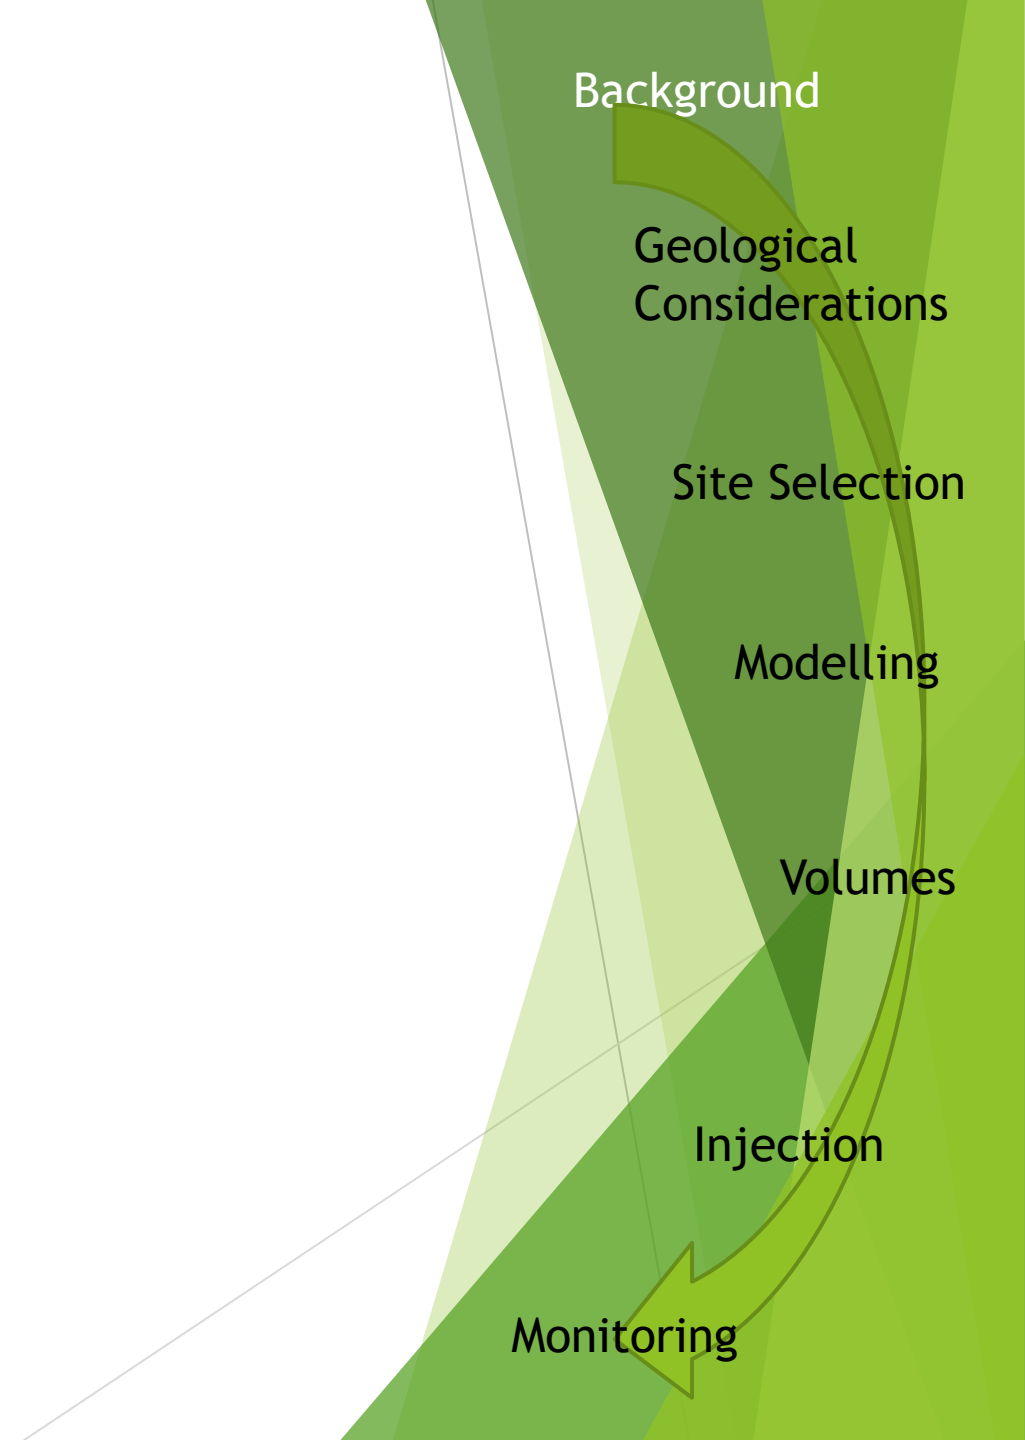 Background
Geological
Considerations
Site Selection
Modelling
Volumes
Injection
Monitoring